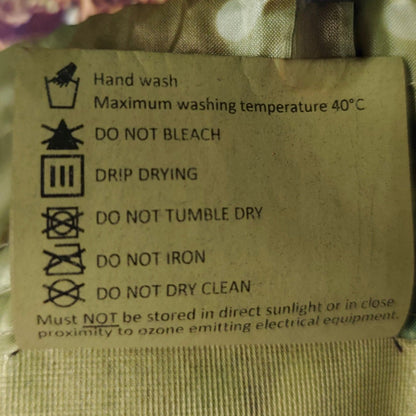 Hand wash
Maximum washing temperature 40°C
DO NOT BLEACH
DRIP DRYING
DO NOT TUMBLE DRY
DO NOT IRON
DO NOT DRY CLEAN
Must NOT be stored in direct sunlight or in close
proximity to ozone emitting electrical equipment.